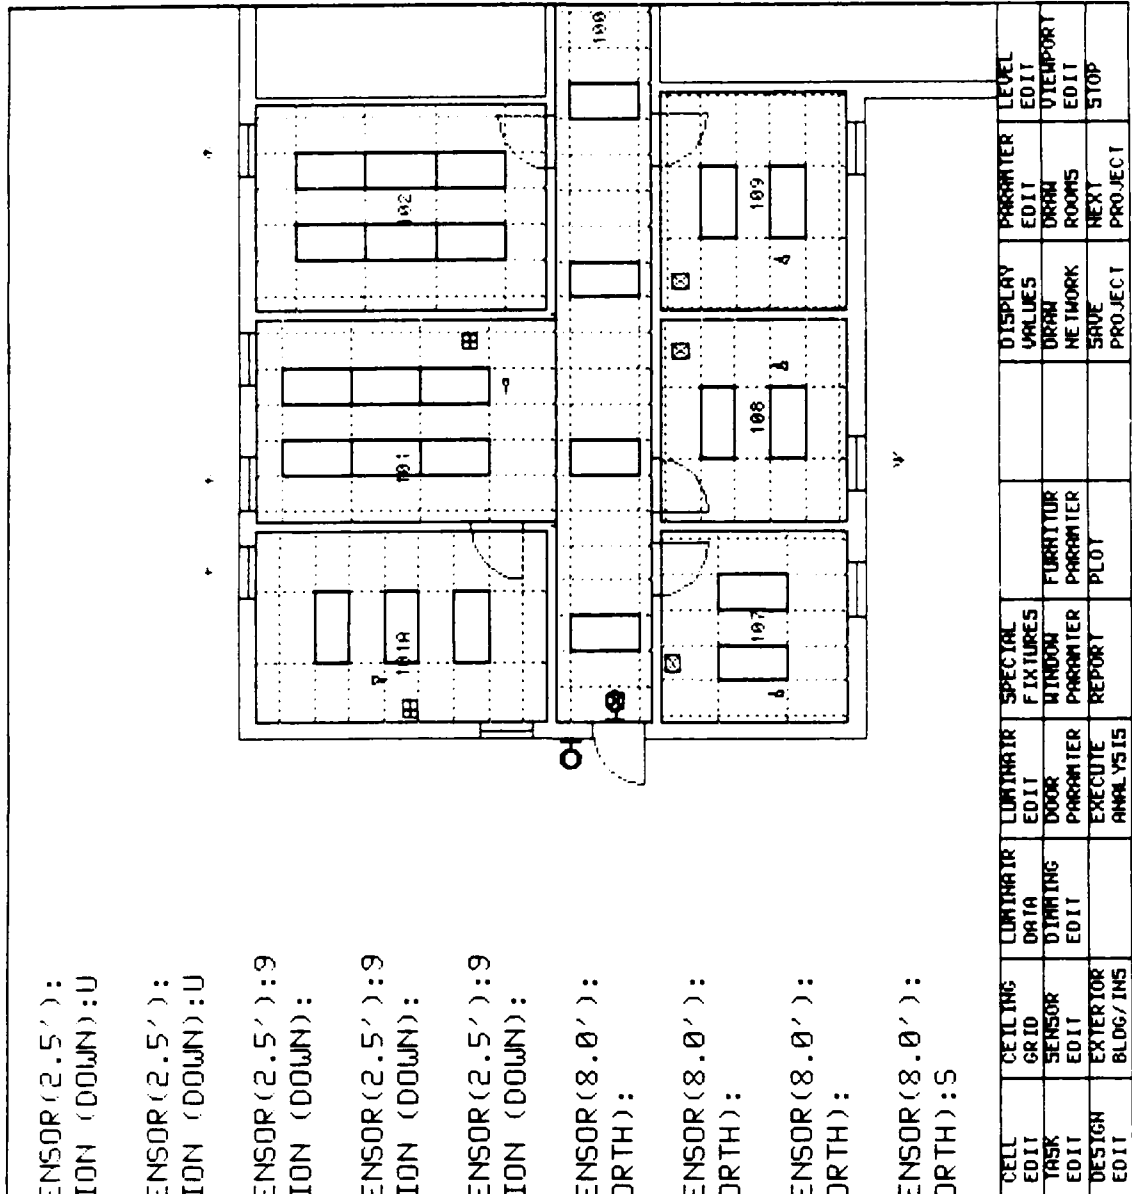 ENSOR(2.5'):
ION (DOWN):U
ENSOR(2.5'):
ION (DOWN):U
ENSOR(2.5'):9
ION (DOWN):
ENSOR(2.5'):9
ION (DOWN):
ENSOR(2.5'):9
ION (DOWN):
ENSOR(8.0'):
ORTH):
ENSOR(8.0'):
ORTH):
ENSOR(8.0'):
ORTH):
ENSOR(8.0'):
ORTH):S
101A 101 102
100
107 108 109
CELL CEILING LUMINAIR LUMINAIR SPECIAL DISPLAY PARAMTER LEVEL
EDIT GRID DATA EDIT FIXTURES VALUES EDIT EDIT
TASK SENSOR DIMMING DOOR WINDOW FURNITUR DRAW DRAW VIEWPORT
EDIT EDIT EDIT PARAMTER PARAMTER PARAMTER NETWORK ROOMS EDIT
DESIGN EXTERIOR EXECUTE REPORT PLOT SAVE NEXT STOP
EDIT BLDG/INS ANALYSIS PROJECT PROJECT